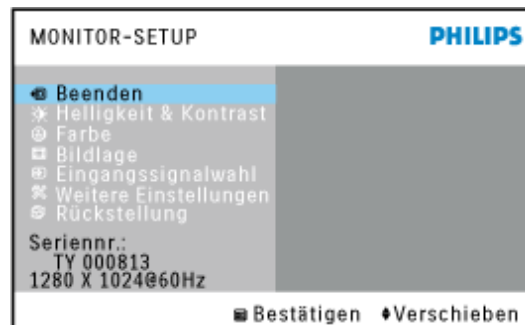 MONITOR-SETUP PHILIPS
Beenden
Helligkeit & Kontrast
Farbe
Bildlage
Eingangssignalwahl
Weitere Einstellungen
Rückstellung
Seriennr.:
TY 000813
1280 X 1024@60Hz
Bestätigen Verschieben